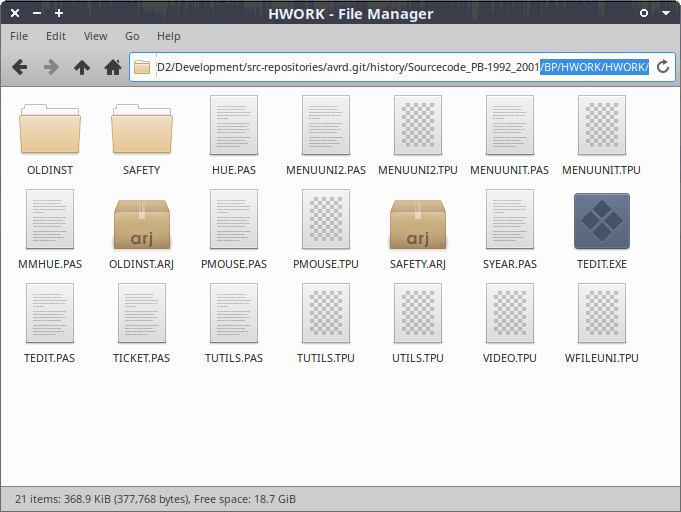 HWORK - File Manager
File Edit View Go Help
'D2/Development/src-repositories/avrd.git/history/Sourcecode_PB-1992_2001/BP/HWORK/HWORK/
OLDINST SAFETY HUE.PAS MENUUNI2.PAS MENUUNI2.TPU MENUUNIT.PAS MENUUNIT.TPU
arj arj
MMHUE.PAS OLDINST.ARJ PMOUSE.PAS PMOUSE.TPU SAFETY.ARJ SYEAR.PAS TEDIT.EXE
TEDIT.PAS TICKET.PAS TUTILS.PAS TUTILS.TPU UTILS.TPU VIDEO.TPU WFILEUNI.TPU
21 items: 368.9 KiB (377,768 bytes), Free space: 18.7 GiB